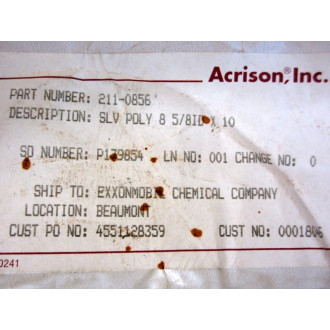 Acrison®, Inc.
PART NUMBER: 211-0856
DESCRIPTION: SLV POLY 8 5/8ID X 10
SO NUMBER: P139854 LN NO: 001 CHANGE NO: 0
SHIP TO: EXXONMOBIL CHEMICAL COMPANY
LOCATION: BEAUMONT
CUST PO NO: 4551128359 CUST NO: 0001806
0241